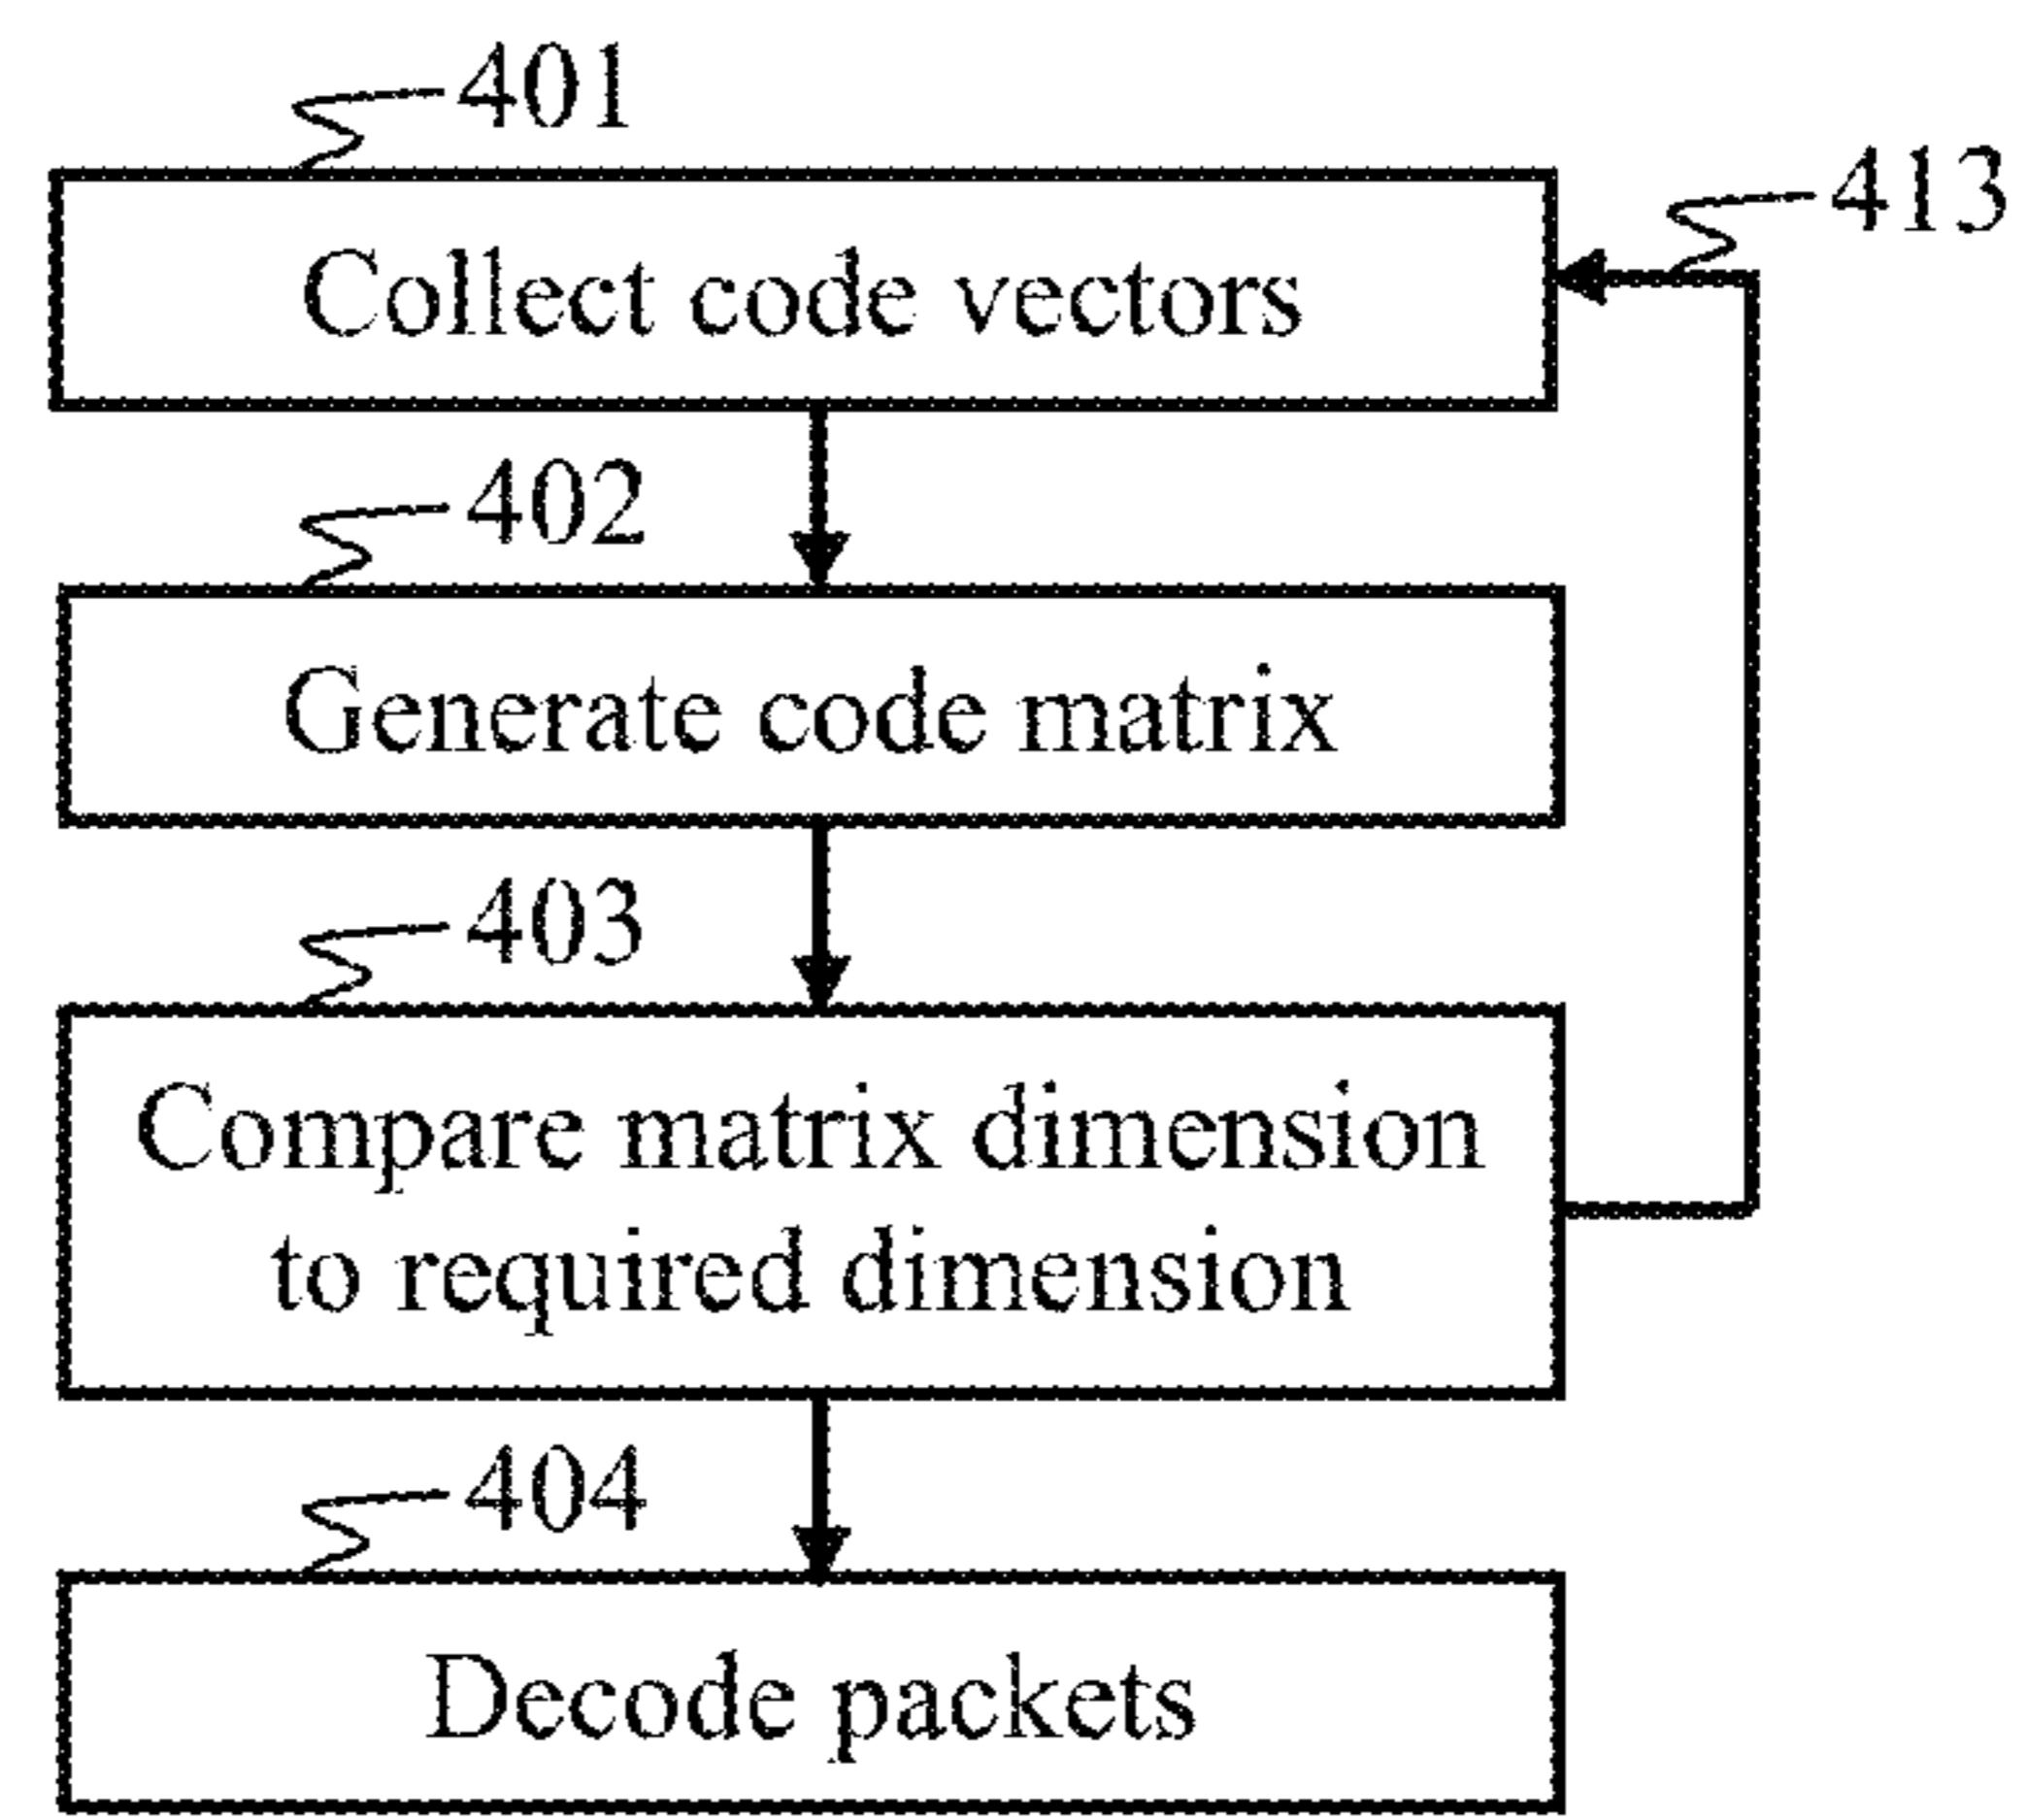 401
413
Collect code vectors
402
Generate code matrix
403
Compare matrix dimension
to required dimension
404
Decode packets